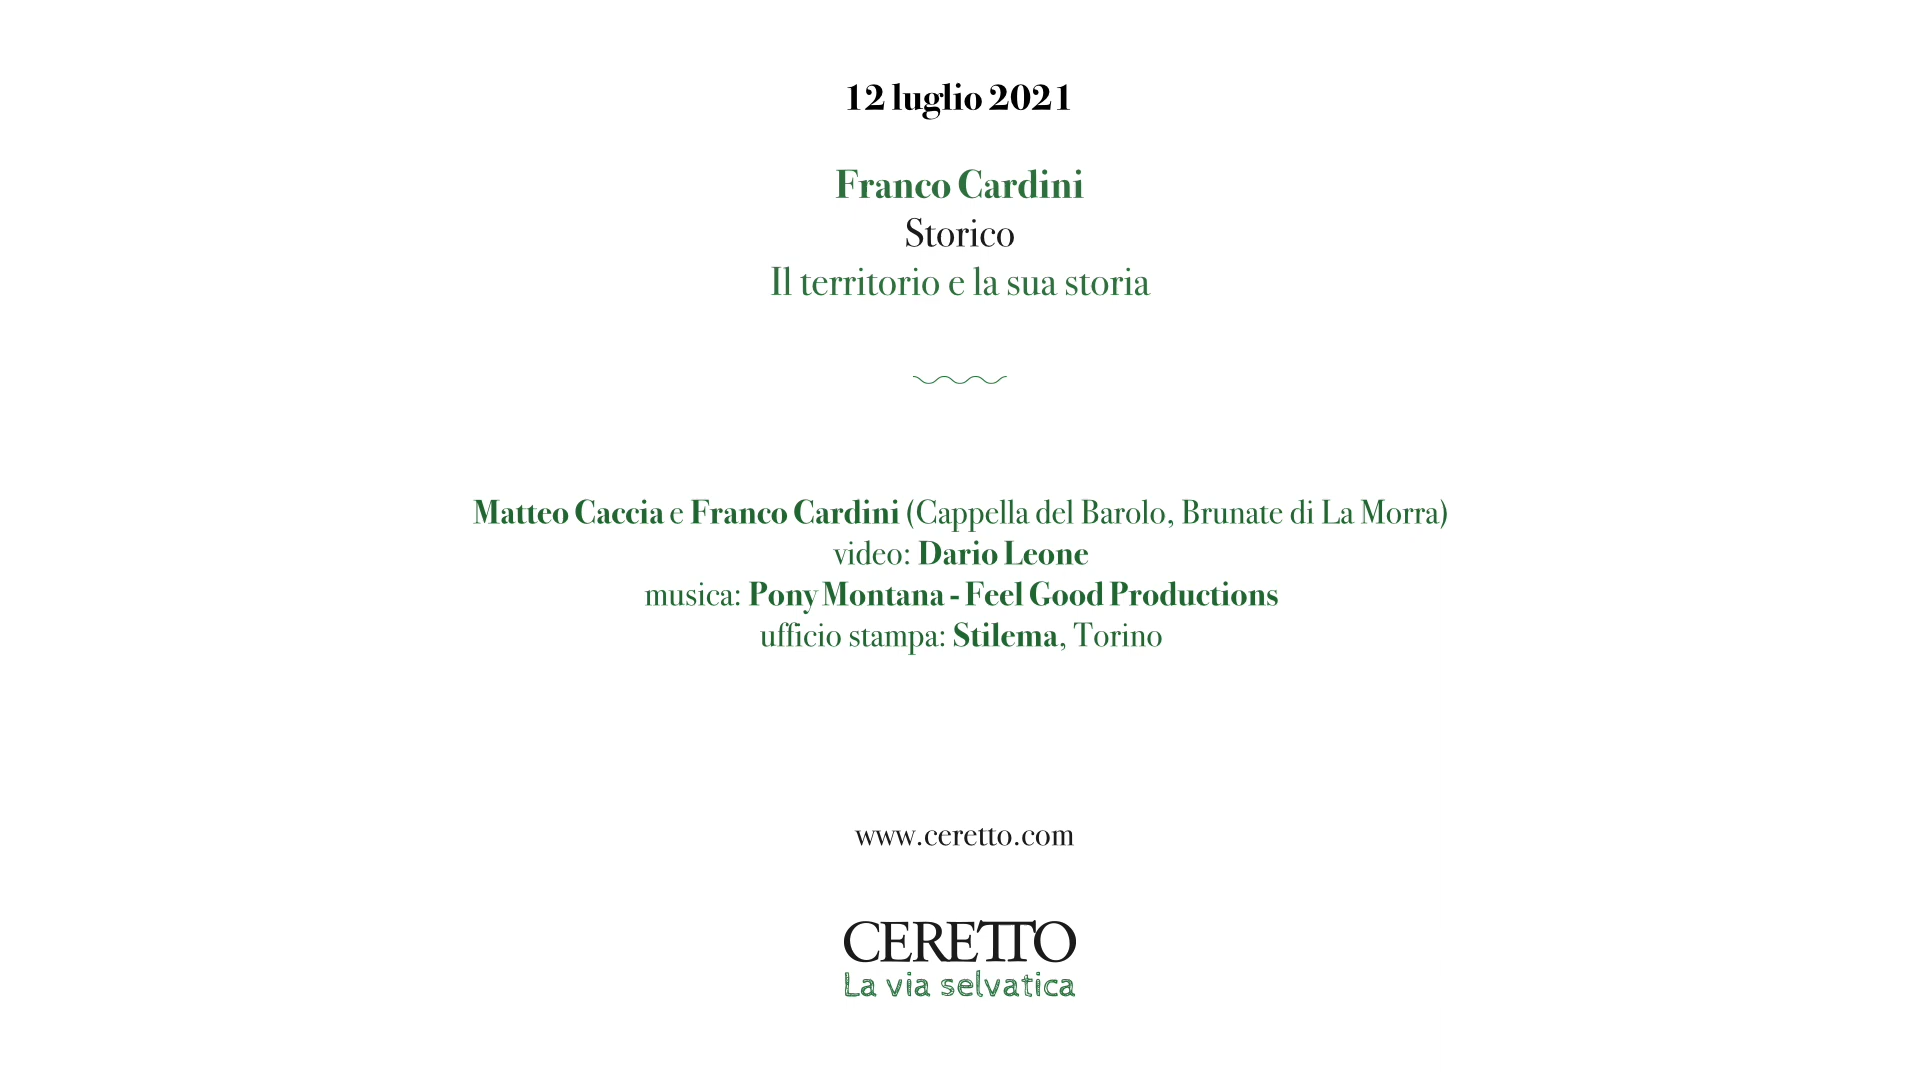 12 luglio 2021
Franco Cardini
Storico
Il territorio e la sua storia
Matteo Caccia e Franco Cardini (Cappella del Barolo, Brunate di La Morra)
video: Dario Leone
musica: Pony Montana - Feel Good Productions
ufficio stampa: Stilema, Torino
www.ceretto.com
CERETTO
La via selvatica